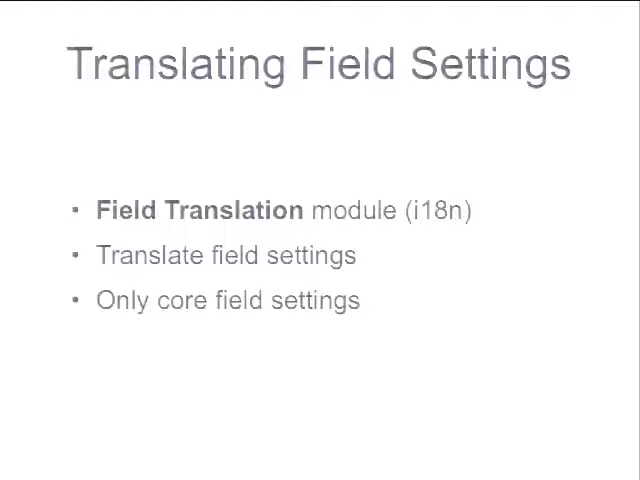 Translating Field Settings
• Field Translation module (i18n)
• Translate field settings
• Only core field settings